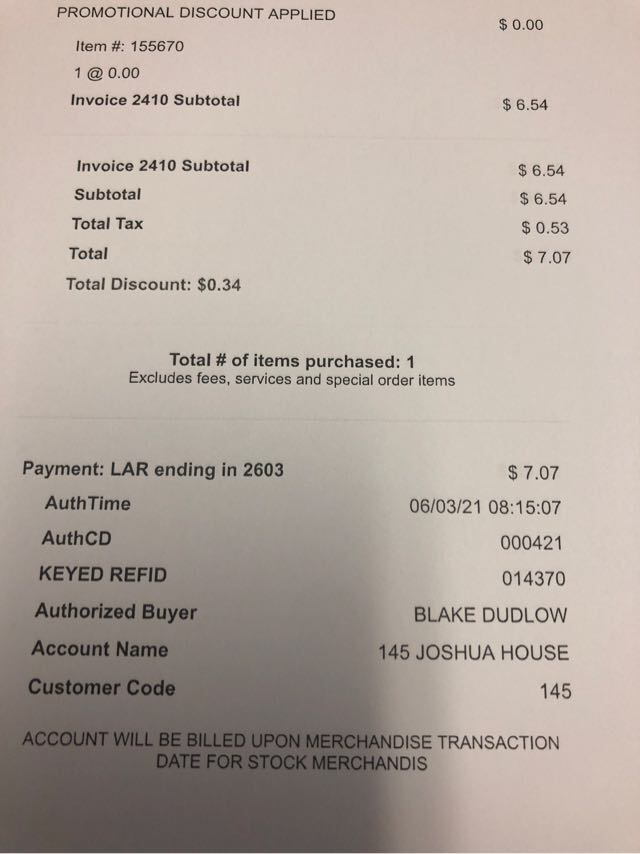 PROMOTIONAL DISCOUNT APPLIED $ 0.00
Item #: 155670
1 @ 0.00
Invoice 2410 Subtotal $ 6.54
Invoice 2410 Subtotal $ 6.54
Subtotal $ 6.54
Total Tax $ 0.53
Total $ 7.07
Total Discount: $0.34
Total # of items purchased: 1
Excludes fees, services and special order items
Payment: LAR ending in 2603 $ 7.07
AuthTime 06/03/21 08:15:07
AuthCD 000421
KEYED REFID 014370
Authorized Buyer BLAKE DUDLOW
Account Name 145 JOSHUA HOUSE
Customer Code 145
ACCOUNT WILL BE BILLED UPON MERCHANDISE TRANSACTION
DATE FOR STOCK MERCHANDIS